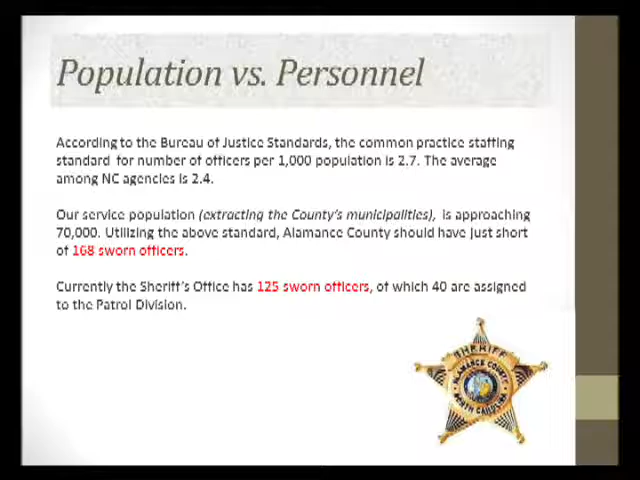 Population vs. Personnel
According to the Bureau of Justice Standards, the common practice staffing
standard for number of officers per 1,000 population is 2.7. The average
among NC agencies is 2.4.
Our service population (extracting the County's municipalities), is approaching
70,000. Utilizing the above standard, Alamance County should have just short
of 168 sworn officers.
Currently the Sheriff's Office has 125 sworn officers, of which 40 are assigned
to the Patrol Division.
SHERIFF
ALAMANCE COUNTY
NORTH CAROLINA